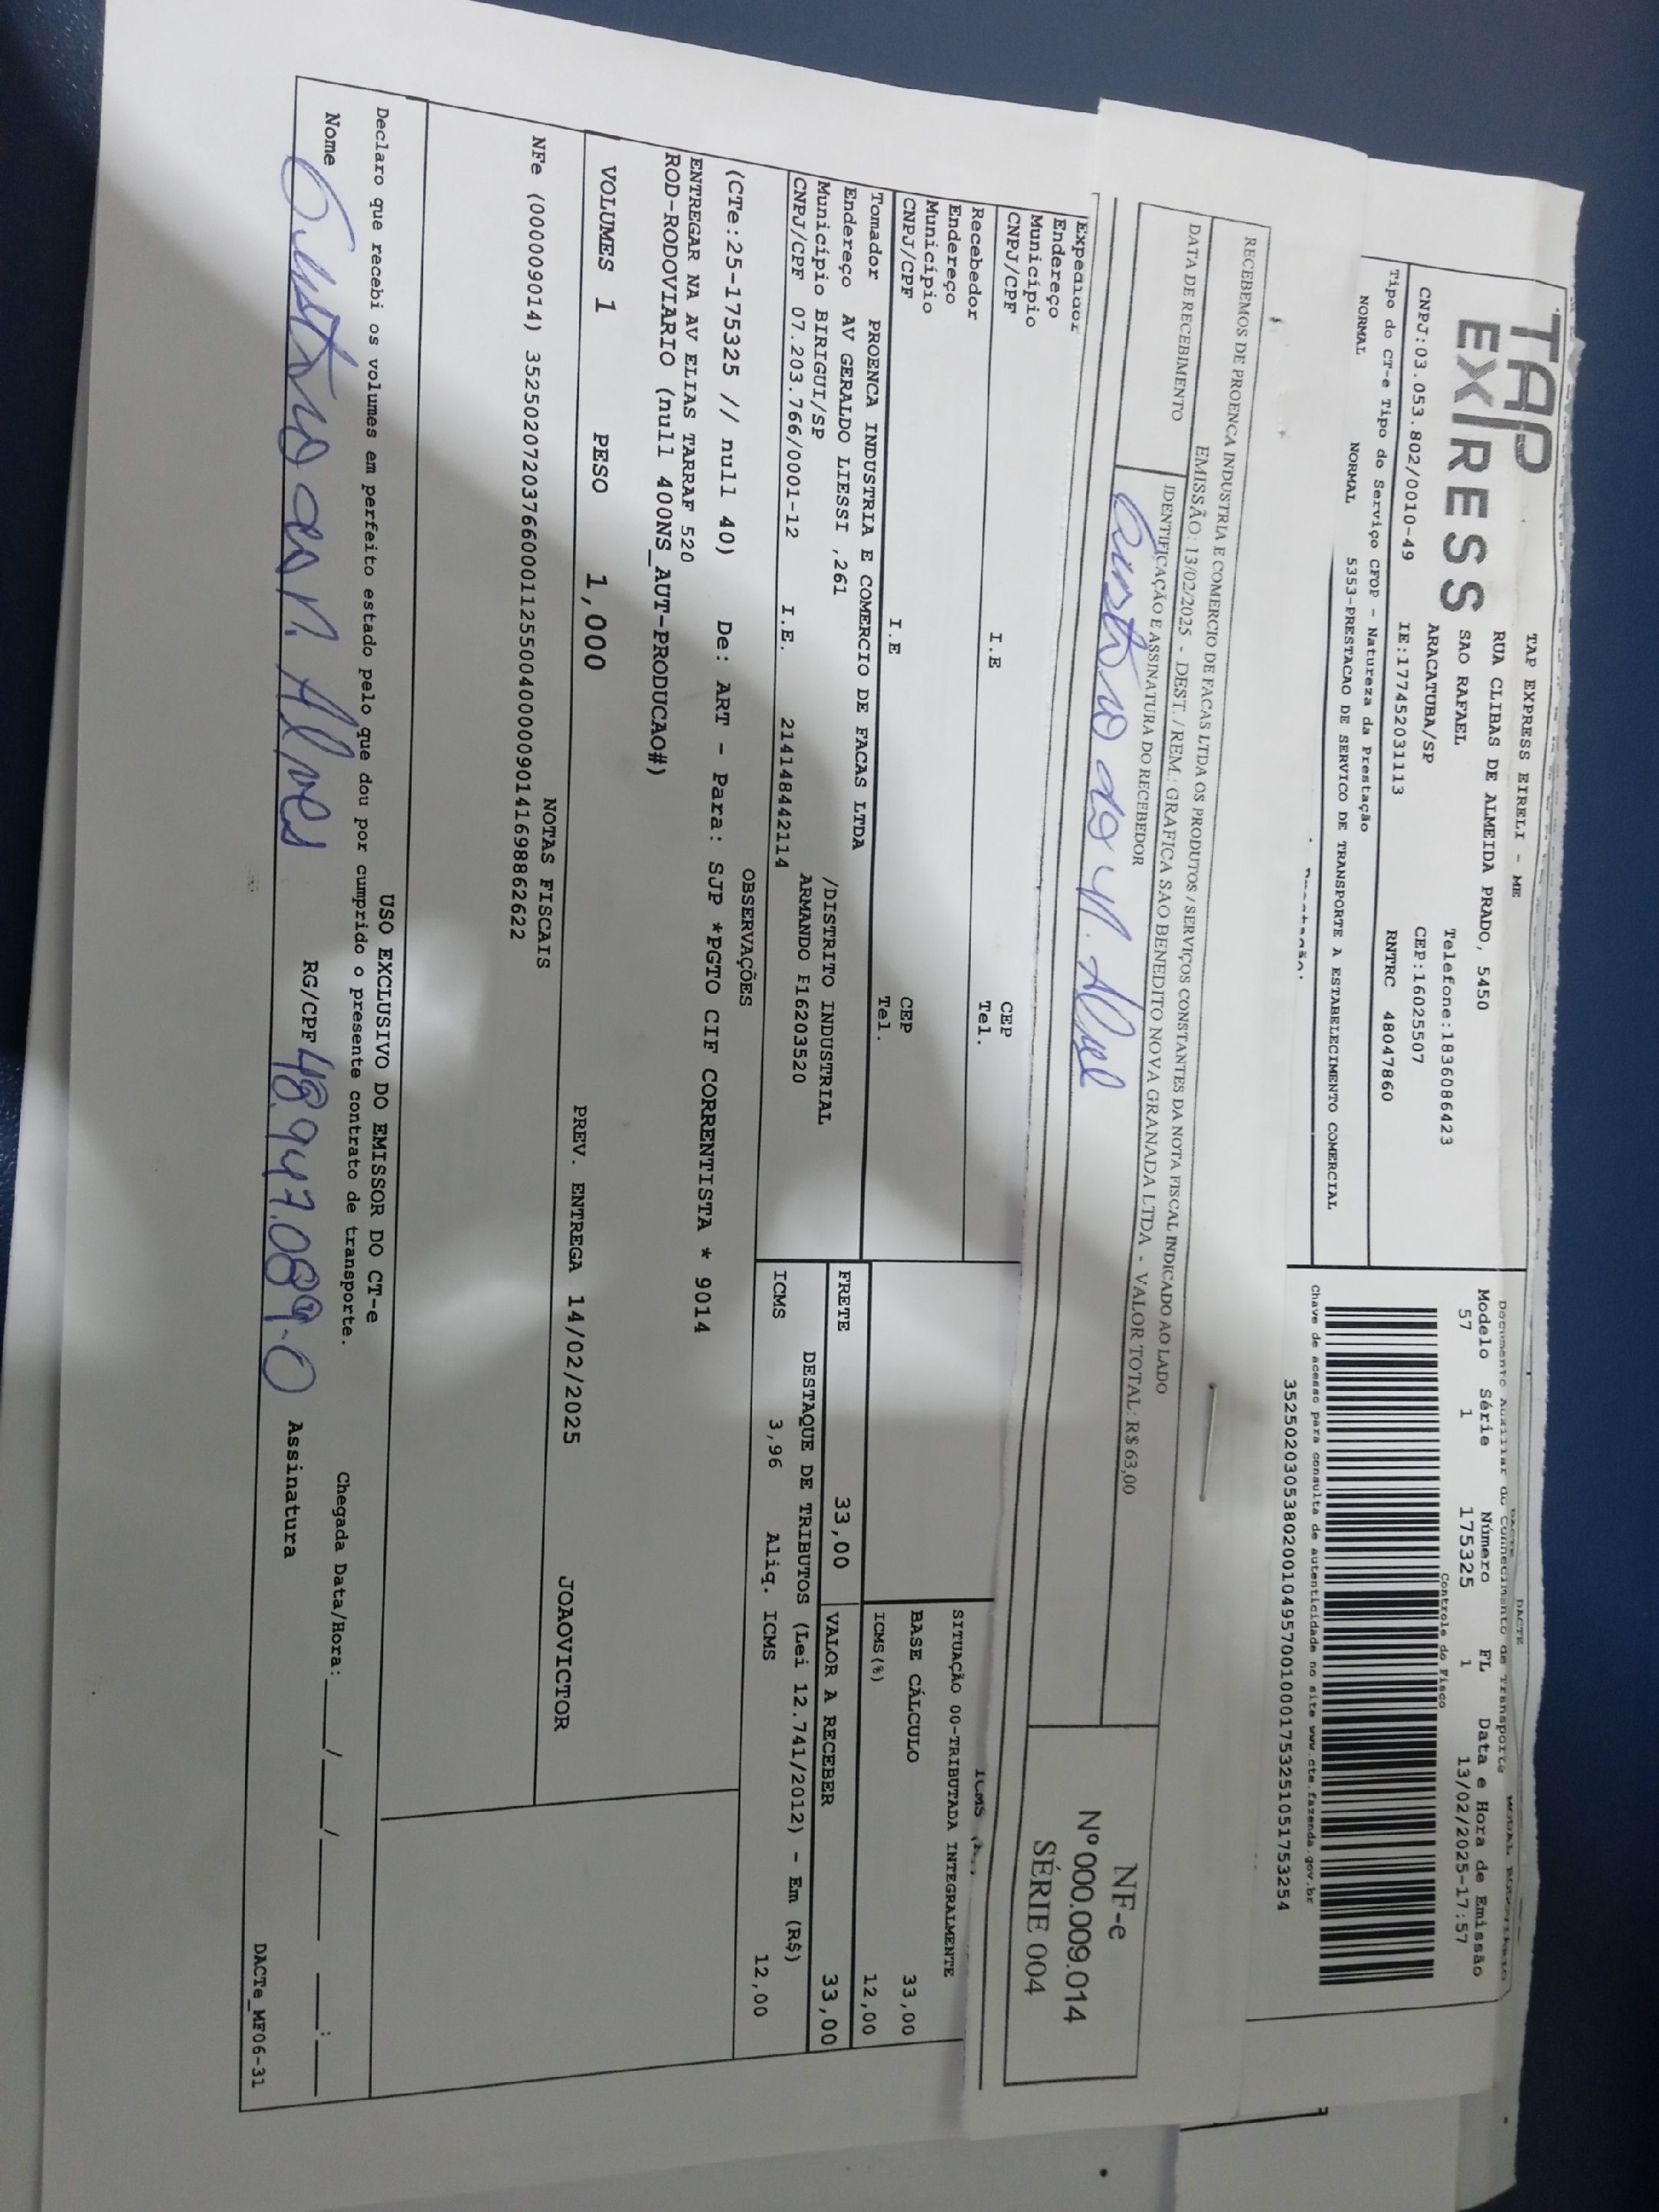 TAP
EXPRESS
TAP EXPRESS EIRELI - ME
RUA CLIBAS DE ALMEIDA PRADO, 5450
SAO RAFAEL Telefone:1836086423
ARACATUBA/SP CEP:16025507
CNPJ:03.053.802/0010-49 IE:177452031113 RNTRC 48047860
Tipo do CT-e Tipo do Serviço CFOP - Natureza da Prestação
NORMAL NORMAL 5353-PRESTACAO DE SERVICO DE TRANSPORTE A ESTABELECIMENTO COMERCIAL
DACTE
Documento Auxiliar do Conhecimento de Transporte
Modelo Série Número FL Data e Hora de Emissão
57 1 175325 1 13/02/2025-17:57
Controle do Fisco
Chave de acesso para consulta de autenticidade no site www.cte.fazenda.gov.br
35250203053802001049570010001753251051753254
RECEBEMOS DE PROENCA INDUSTRIA E COMERCIO DE FACAS LTDA OS PRODUTOS / SERVIÇOS CONSTANTES DA NOTA FISCAL INDICADO AO LADO
EMISSÃO: 13/02/2025 - DEST. / REM.: GRAFICA SAO BENEDITO NOVA GRANADA LTDA - VALOR TOTAL: R$ 63,00
DATA DE RECEBIMENTO
IDENTIFICAÇÃO E ASSINATURA DO RECEBEDOR
NF-e
Nº 000.009.014
SÉRIE 004
Expedidor
Endereço
Município CEP
CNPJ/CPF I.E Tel.
Recebedor
Endereço
Município CEP
CNPJ/CPF I.E Tel.
ICMS
SITUAÇÃO 00-TRIBUTADA INTEGRALMENTE
BASE CÁLCULO 33,00
ICMS(%) 12,00
Tomador PROENCA INDUSTRIA E COMERCIO DE FACAS LTDA
Endereço AV GERALDO LIESSI ,261 /DISTRITO INDUSTRIAL
Município BIRIGUI/SP ARMANDO F16203520
CNPJ/CPF 07.203.766/0001-12 I.E. 214148442114
FRETE 33,00 VALOR A RECEBER 33,00
DESTAQUE DE TRIBUTOS (Lei 12.741/2012) - Em (R$)
ICMS 3,96 Aliq. ICMS 12,00
OBSERVAÇÕES
(CTe:25-175325 // null 40) De: ART - Para: SJP *PGTO CIF CORRENTISTA * 9014
ENTREGAR NA AV ELIAS TARRAF 520
ROD-RODOVIARIO (null 400NS_AUT-PRODUCAO#)
VOLUMES 1 PESO 1,000 PREV. ENTREGA 14/02/2025 JOAOVICTOR
NOTAS FISCAIS
NFe (000009014) 35250207203766000112550040000090141698862622
USO EXCLUSIVO DO EMISSOR DO CT-e
Declaro que recebi os volumes em perfeito estado pelo que dou por cumprido o presente contrato de transporte.
Chegada Data/Hora: ____/____/____ ___:___
Nome Alves RG/CPF 48.947.089-0 Assinatura
DACTe_MF06-31